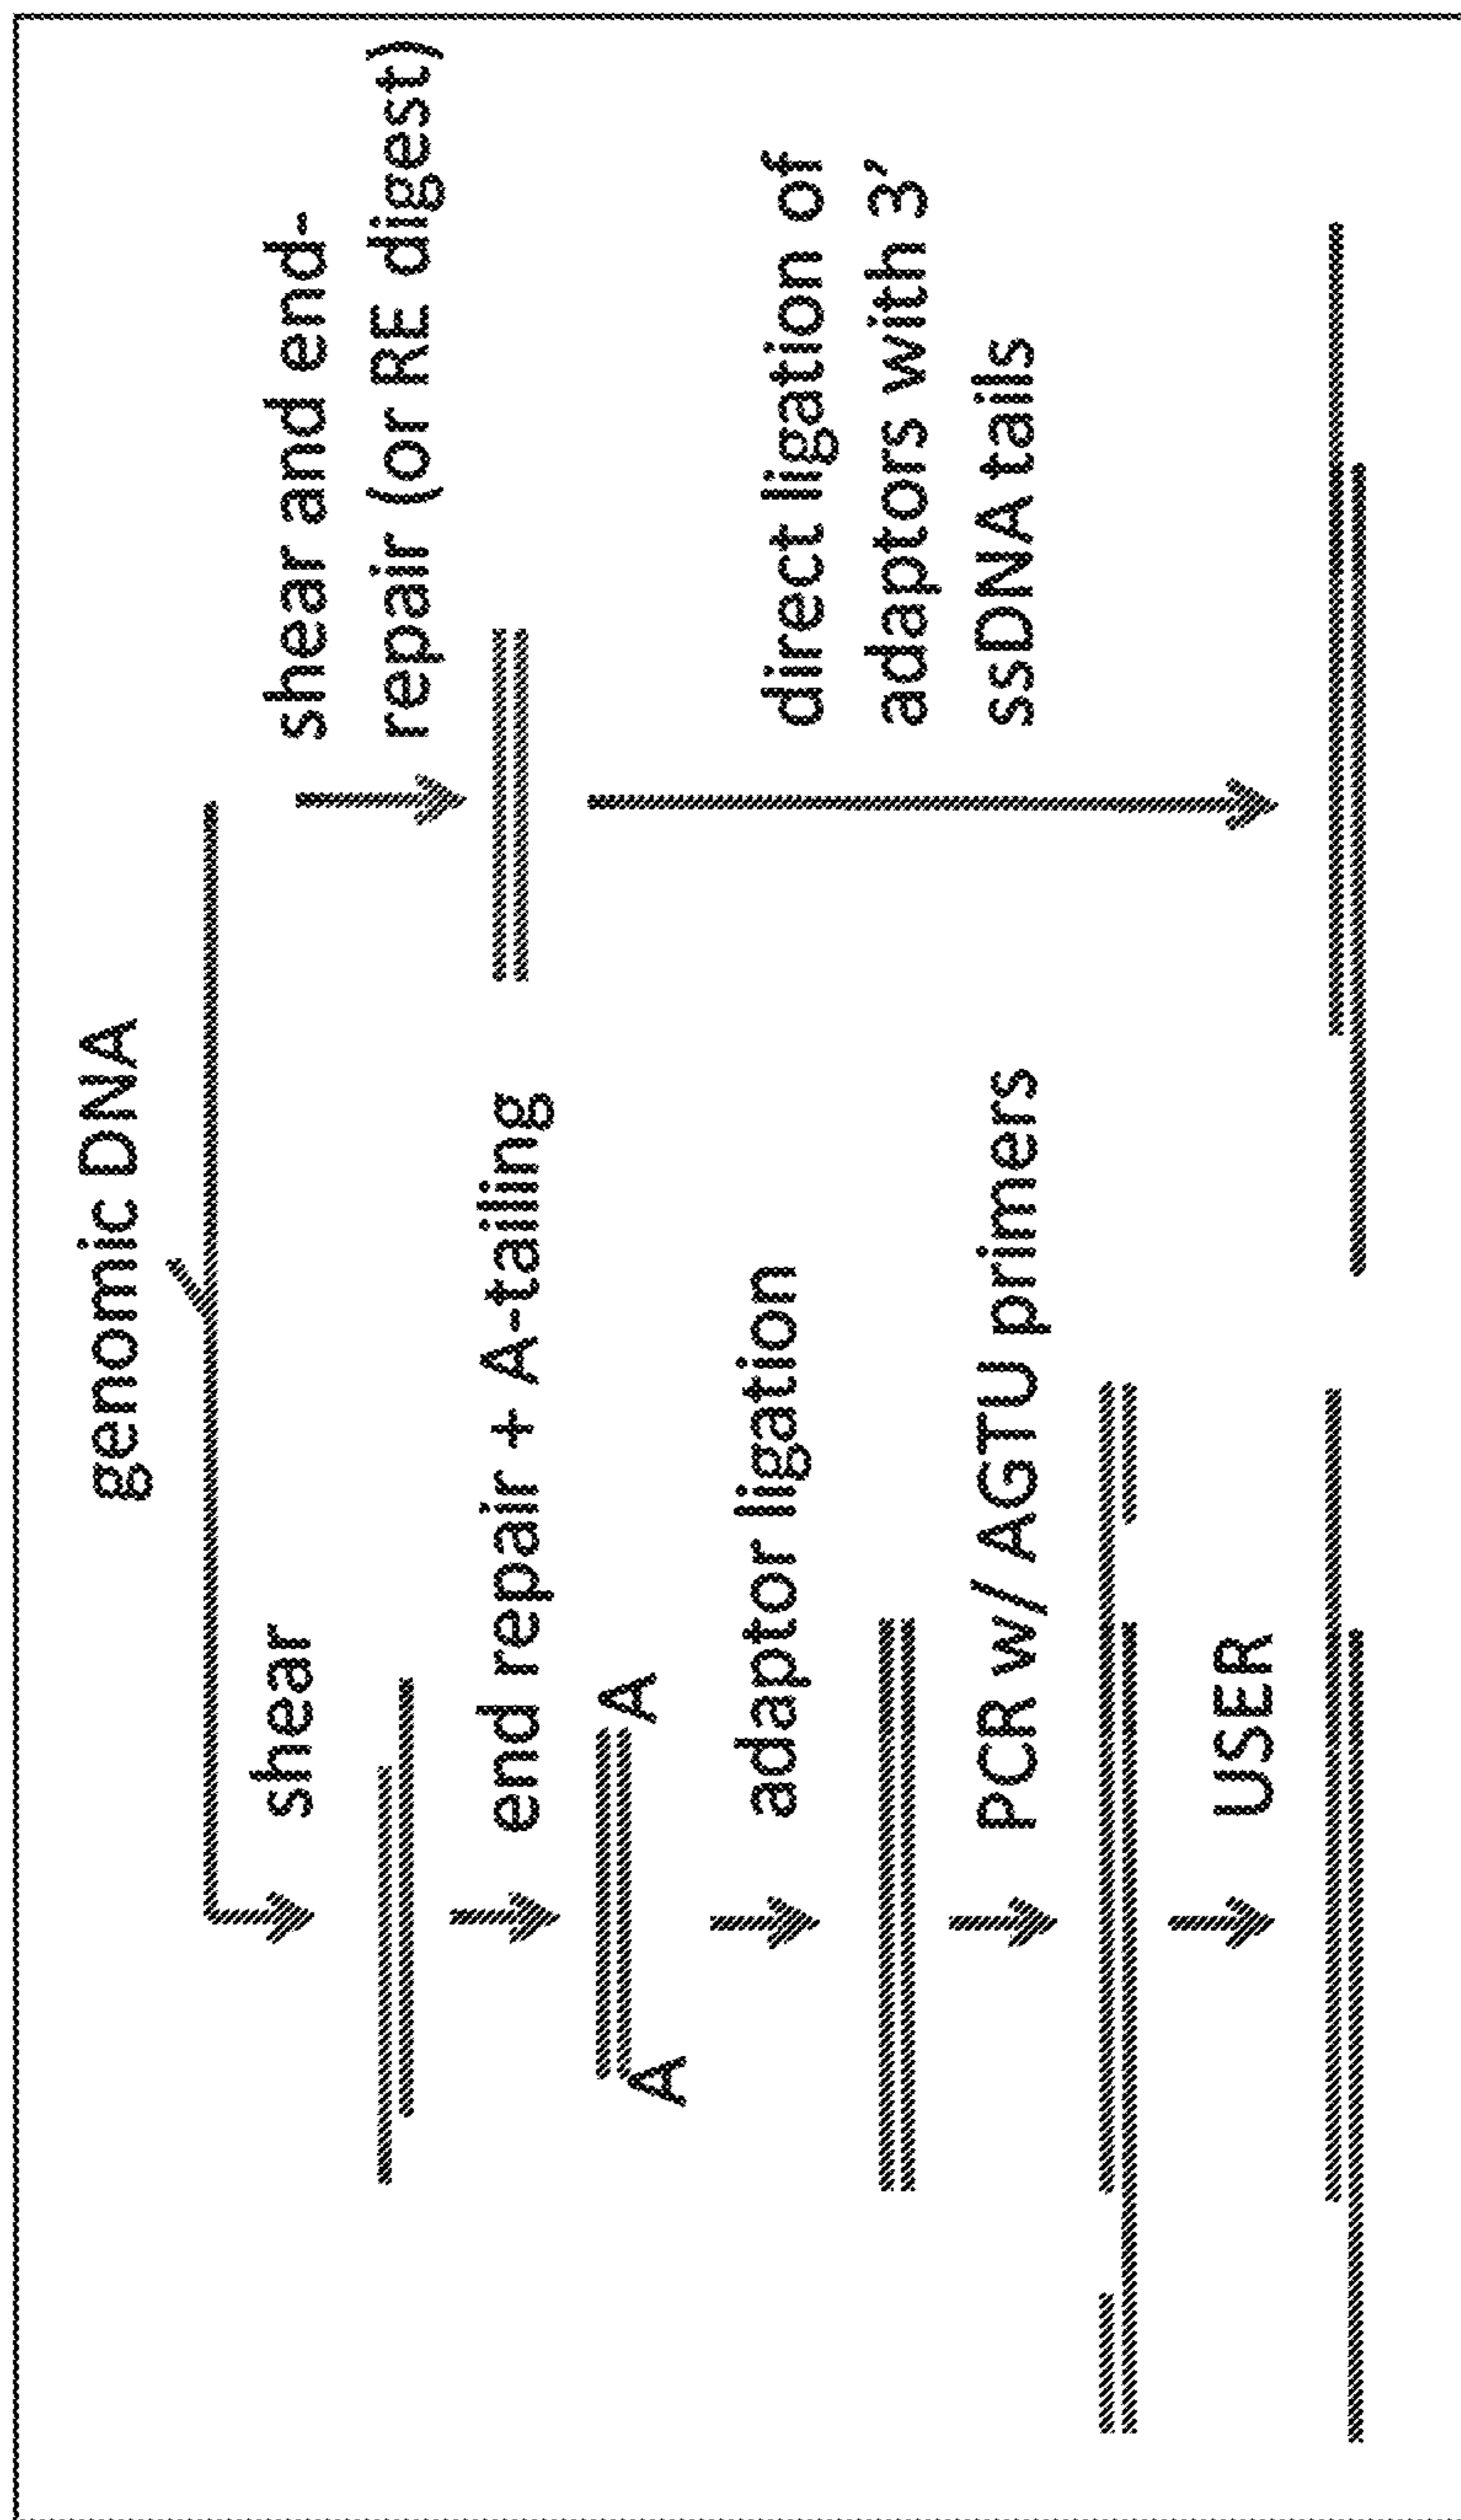 genomic DNA
shear
end repair + A-tailing
A
A
adaptor ligation
PCR w/ AGTU primers
USER
shear and end-
repair (or RE digest)
direct ligation of
adaptors with 3'
ssDNA tails